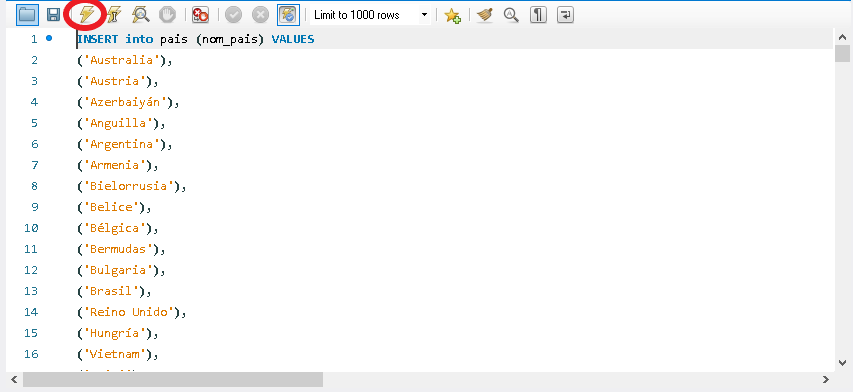 Limit to 1000 rows
1 INSERT into pais (nom_pais) VALUES
2 ('Australia'),
3 ('Austria'),
4 ('Azerbaiyán'),
5 ('Anguilla'),
6 ('Argentina'),
7 ('Armenia'),
8 ('Bielorrusia'),
9 ('Belice'),
10 ('Bélgica'),
11 ('Bermudas'),
12 ('Bulgaria'),
13 ('Brasil'),
14 ('Reino Unido'),
15 ('Hungría'),
16 ('Vietnam'),